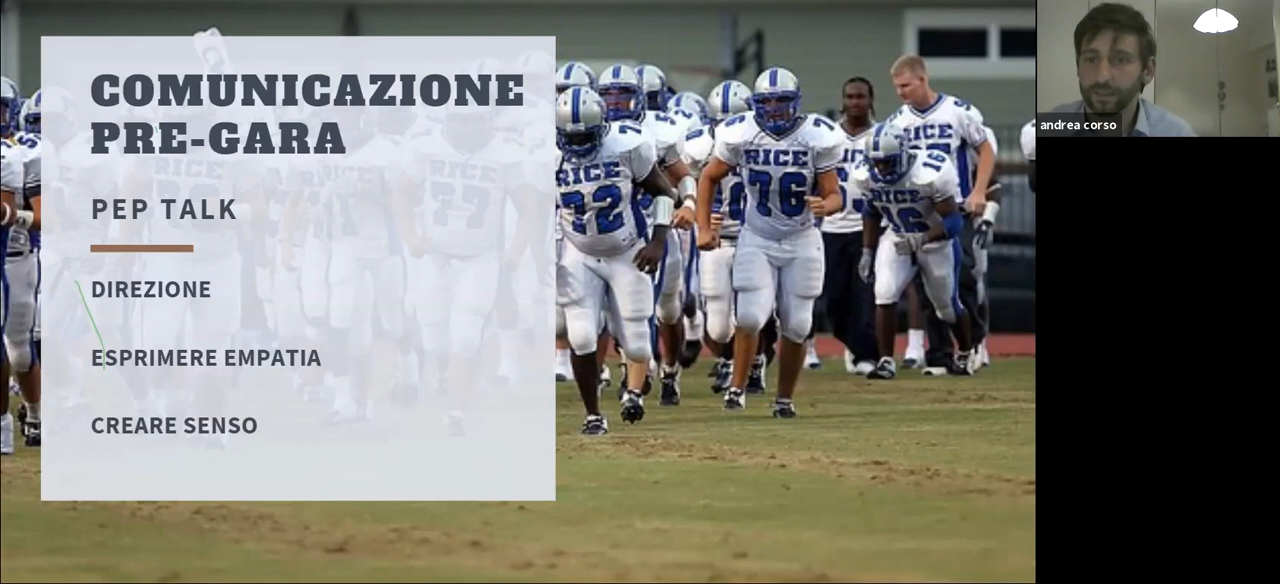 COMUNICAZIONE
PRE-GARA
PEP TALK
DIREZIONE
ESPRIMERE EMPATIA
CREARE SENSO
RICE
72
RICE
76
RICE
16
16
RICE
77
andrea corso